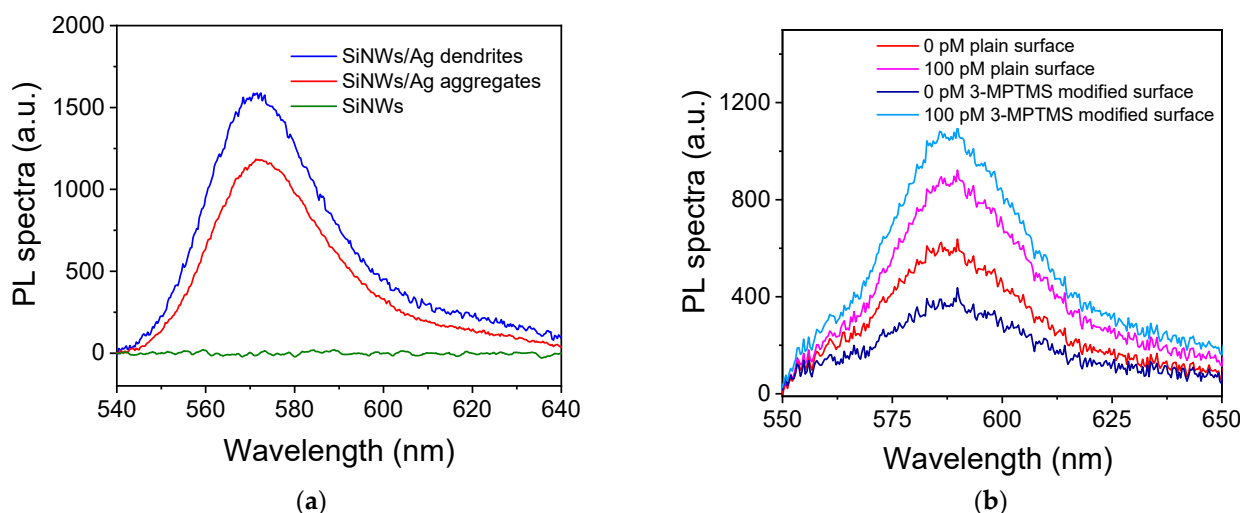 2000
1500
1000
500
0
PL spectra (a.u.)
SiNWs/Ag dendrites
SiNWs/Ag aggregates
SiNWs
540 560 580 600 620 640
Wavelength (nm)
(a)
1200
800
400
0
PL spectra (a.u.)
0 pM plain surface
100 pM plain surface
0 pM 3-MPTMS modified surface
100 pM 3-MPTMS modified surface
550 575 600 625 650
Wavelength (nm)
(b)